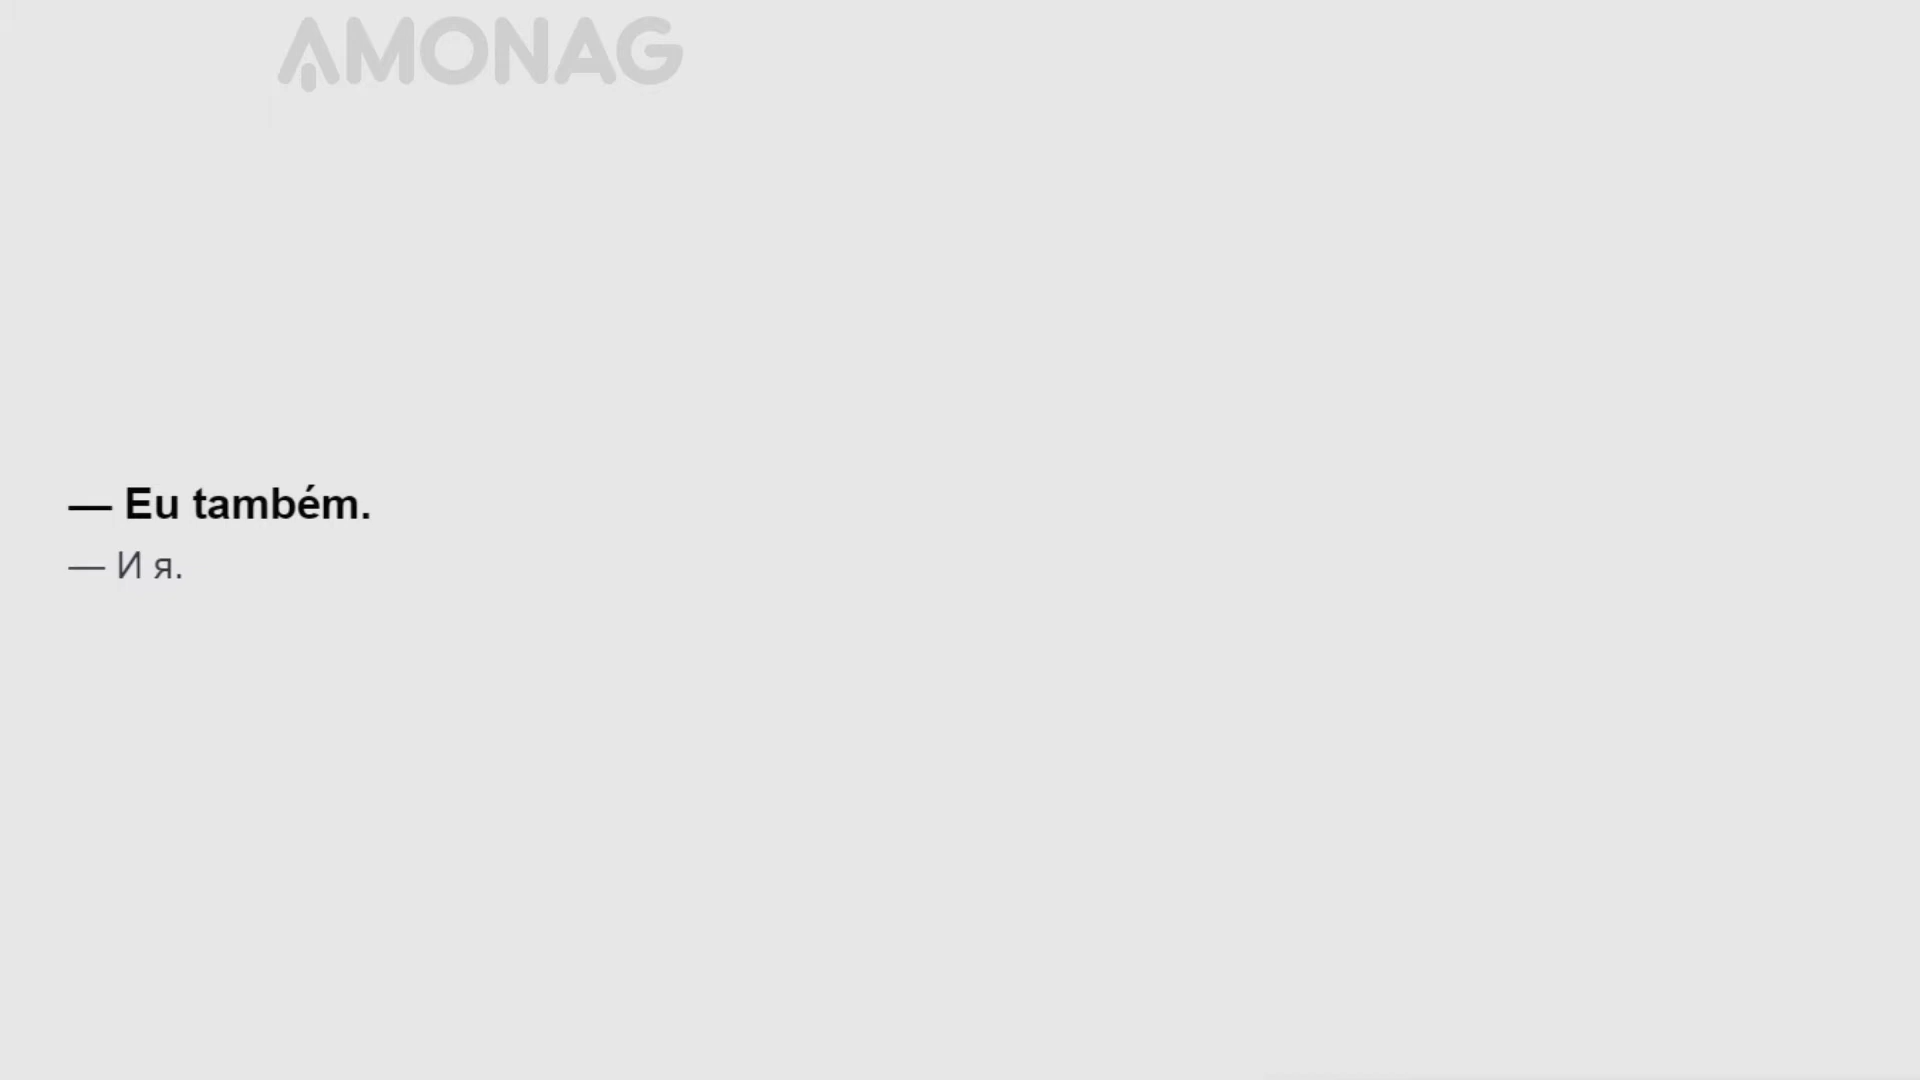 AMONAG
— Eu também.
— И я.